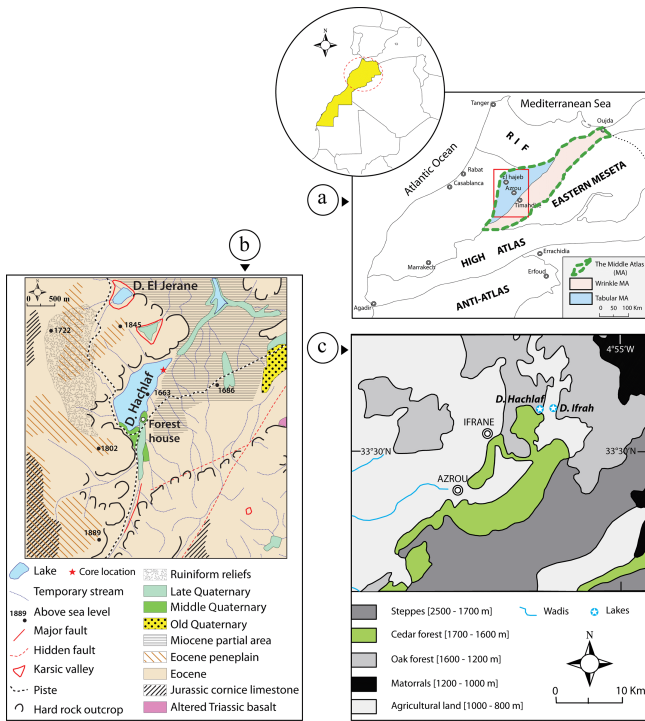 N
Tanger
Mediterranean Sea
Oujda
RIF
Atlantic Ocean
Rabat
Casablanca
El hajeb
Azrou
Timahdite
EASTERN MESETA
a
HIGH ATLAS
Errachidia
Marrakech
Erfoud
ANTI-ATLAS
Agadir
The Middle Atlas
(MA)
Wrinkle MA
Tabular MA
0 50 100 Km
b
N
0 500 m
D. El Jerane
1722
1845
D. Hachlaf
1663
1686
Forest
house
1802
1889
Lake
Core location
Temporary stream
1889 Above sea level
Major fault
Hidden fault
Karsic valley
Piste
Hard rock outcrop
Ruiniform reliefs
Late Quaternary
Middle Quaternary
Old Quaternary
Miocene partial area
Eocene peneplain
Eocene
Jurassic cornice limestone
Altered Triassic basalt
c
4°55'W
D. Hachlaf
D. Ifrah
IFRANE
33°30'N
33°30'N
AZROU
Steppes [2500 - 1700 m]
Wadis
Lakes
Cedar forest [1700 - 1600 m]
Oak forest [1600 - 1200 m]
Matorrals [1200 - 1000 m]
Agricultural land [1000 - 800 m]
N
0 10 Km